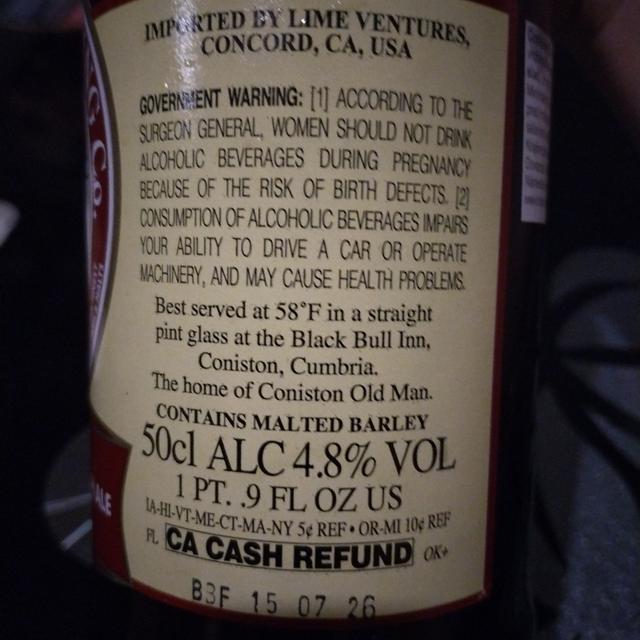 IMPORTED BY LIME VENTURES,
CONCORD, CA, USA
GOVERNMENT WARNING: [1] ACCORDING TO THE
SURGEON GENERAL, WOMEN SHOULD NOT DRINK
ALCOHOLIC BEVERAGES DURING PREGNANCY
BECAUSE OF THE RISK OF BIRTH DEFECTS. [2]
CONSUMPTION OF ALCOHOLIC BEVERAGES IMPAIRS
YOUR ABILITY TO DRIVE A CAR OR OPERATE
MACHINERY, AND MAY CAUSE HEALTH PROBLEMS.
Best served at 58°F in a straight
pint glass at the Black Bull Inn,
Coniston, Cumbria.
The home of Coniston Old Man.
CONTAINS MALTED BARLEY
50cl ALC 4.8% VOL
1 PT. .9 FL OZ US
IA-HI-VT-ME-CT-MA-NY 5¢ REF • OR-MI 10¢ REF
FL CA CASH REFUND OK+
BBF 15 07 26
G Co.
ALE